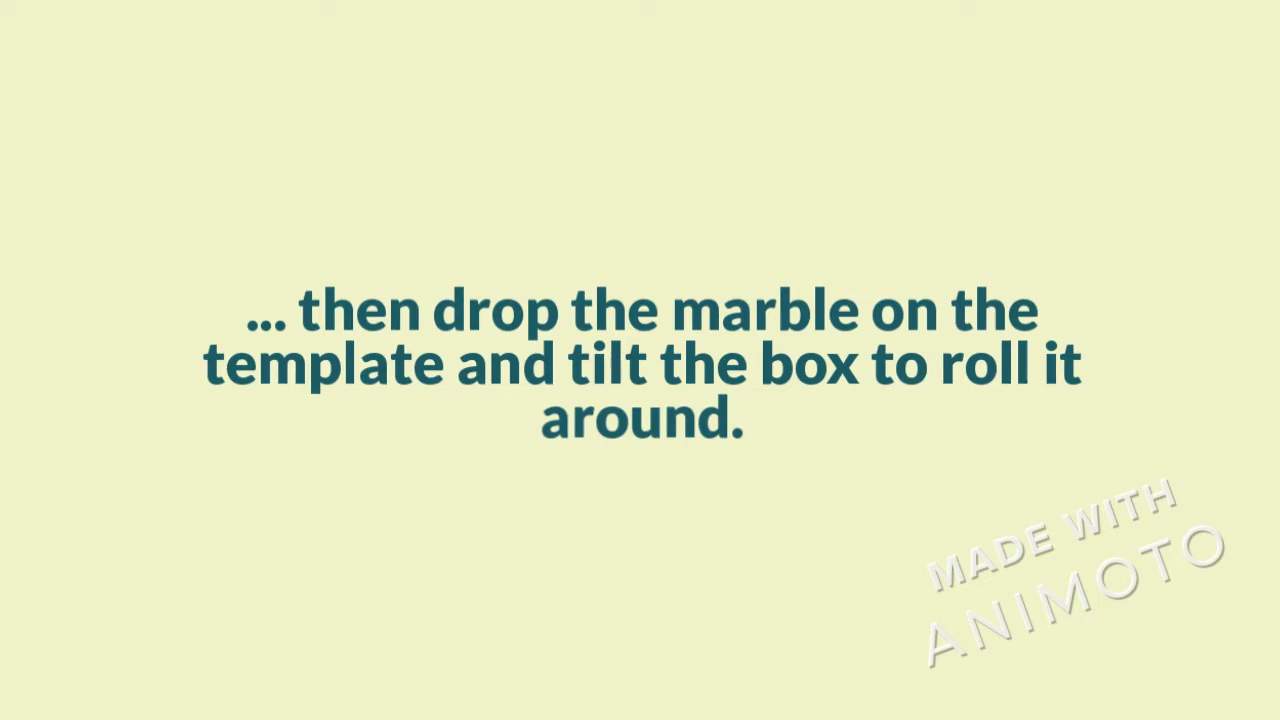 ... then drop the marble on the
template and tilt the box to roll it
around.
MADE WITH
ANIMOTO